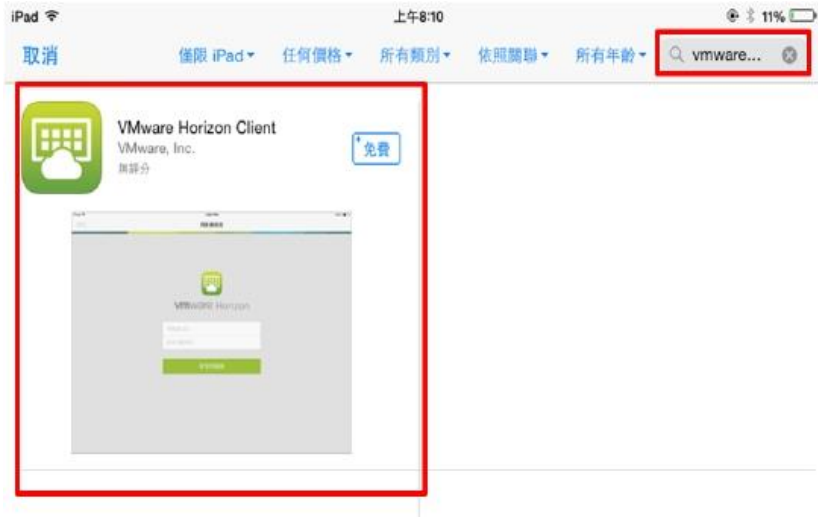 iPad 上午8:10 11%
取消 僅限 iPad 任何價格 所有類別 依照關聯 所有年齡 vmware...
VMware Horizon Client
VMware, Inc.
無評分
+免費
vmware Horizon